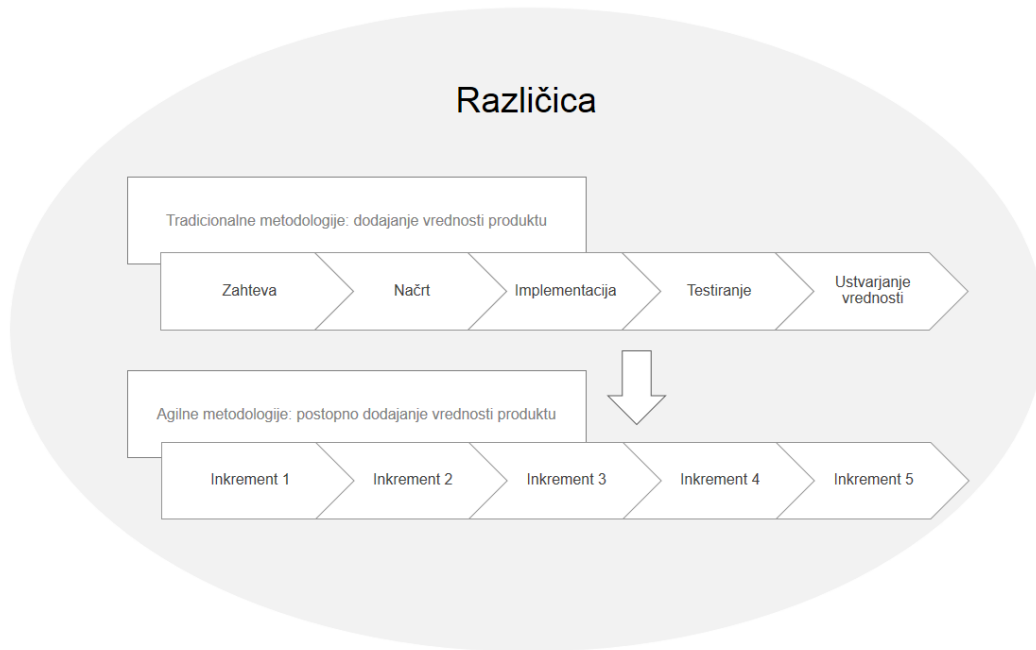 Različica
Tradicionalne metodologije: dodajanje vrednosti produktu
Zahteva
Načrt
Implementacija
Testiranje
Ustvarjanje
vrednosti
Agilne metodologije: postopno dodajanje vrednosti produktu
Inkrement 1
Inkrement 2
Inkrement 3
Inkrement 4
Inkrement 5